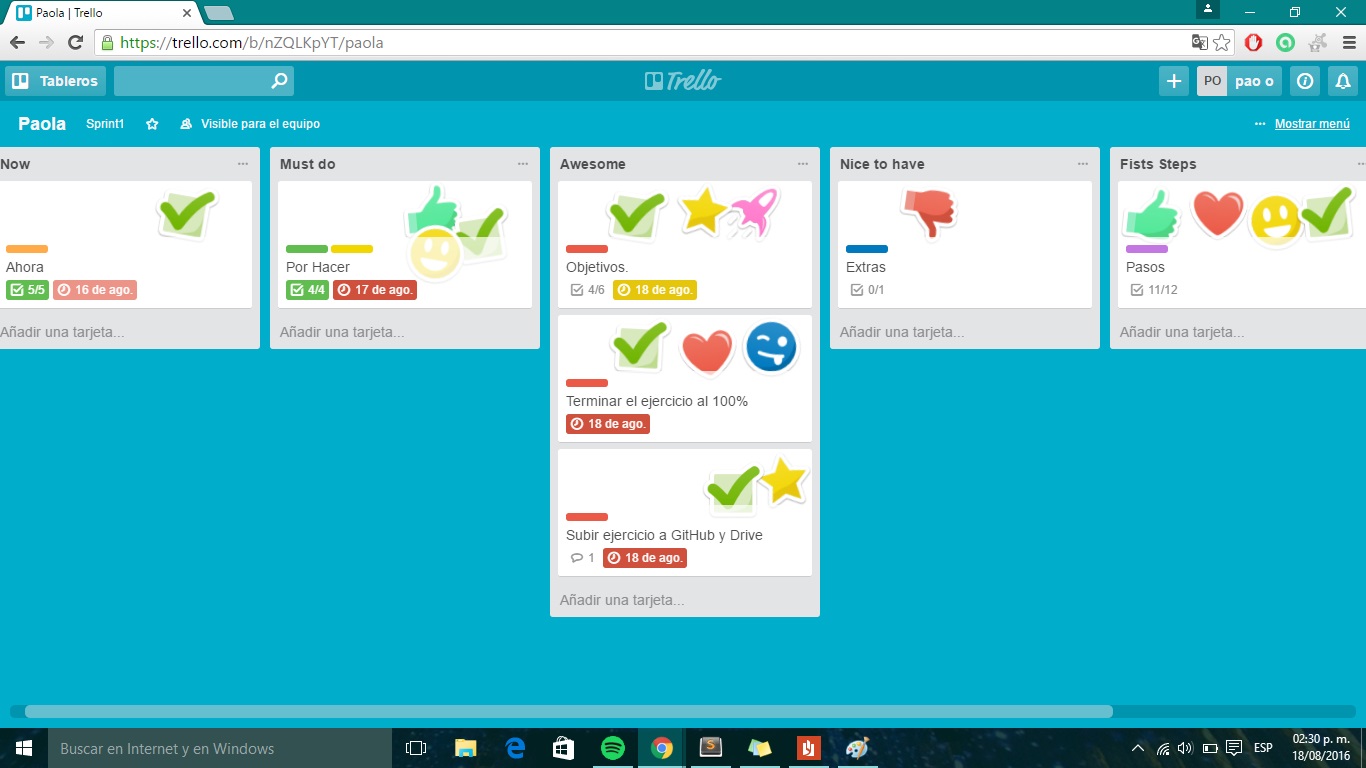 Paola | Trello
https://trello.com/b/nZQLKpYT/paola
Tableros
Trello
PO pao o
Paola Sprint1 Visible para el equipo ... Mostrar menú
Now ...
Ahora
5/5 16 de ago.
Añadir una tarjeta...
Must do ...
Por Hacer
4/4 17 de ago.
Añadir una tarjeta...
Awesome ...
Objetivos.
4/6 18 de ago.
Terminar el ejercicio al 100%
18 de ago.
Subir ejercicio a GitHub y Drive
1 18 de ago.
Añadir una tarjeta...
Nice to have ...
Extras
0/1
Añadir una tarjeta...
Fists Steps ...
Pasos
11/12
Añadir una tarjeta...
Buscar en Internet y en Windows
ESP
02:30 p. m.
18/08/2016